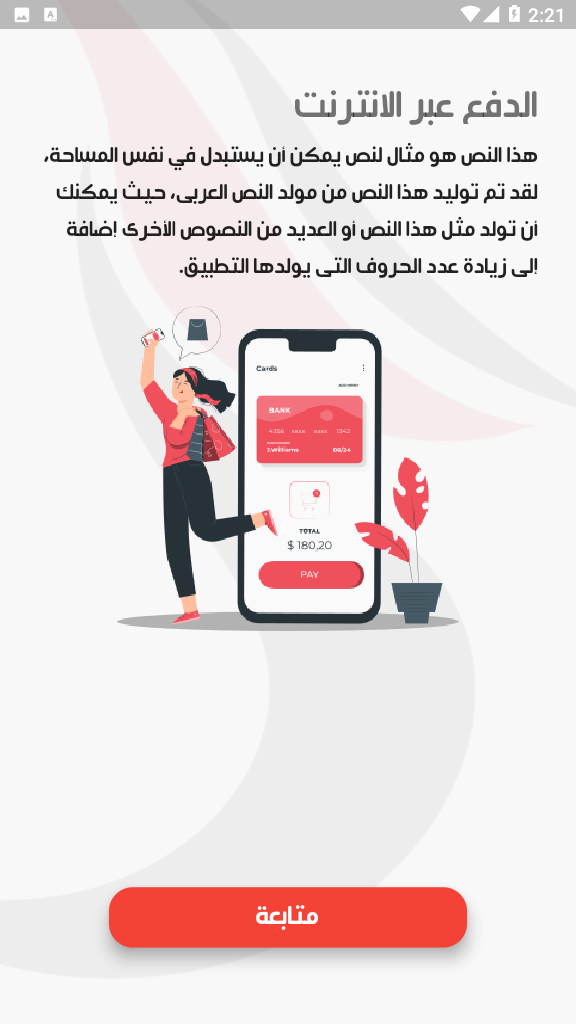 2:21
الدفع عبر الانترنت
هذا النص هو مثال لنص يمكن أن يستبدل في نفس المساحة،
لقد تم توليد هذا النص من مولد النص العربى، حيث يمكنك
أن تولد مثل هذا النص أو العديد من النصوص الأخرى إضافة
إلى زيادة عدد الحروف التى يولدها التطبيق.
Cards
BANK
4356 1342
J.Williams 06/24
TOTAL
$ 180,20
PAY
متابعة